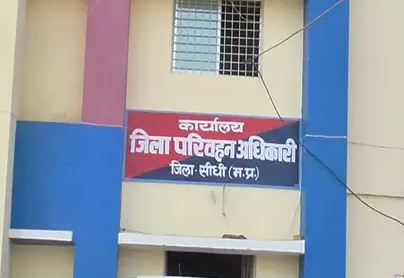 कार्यालय
जिला परिवहन अधिकारी
जिला-सीधी (म.प्र.)